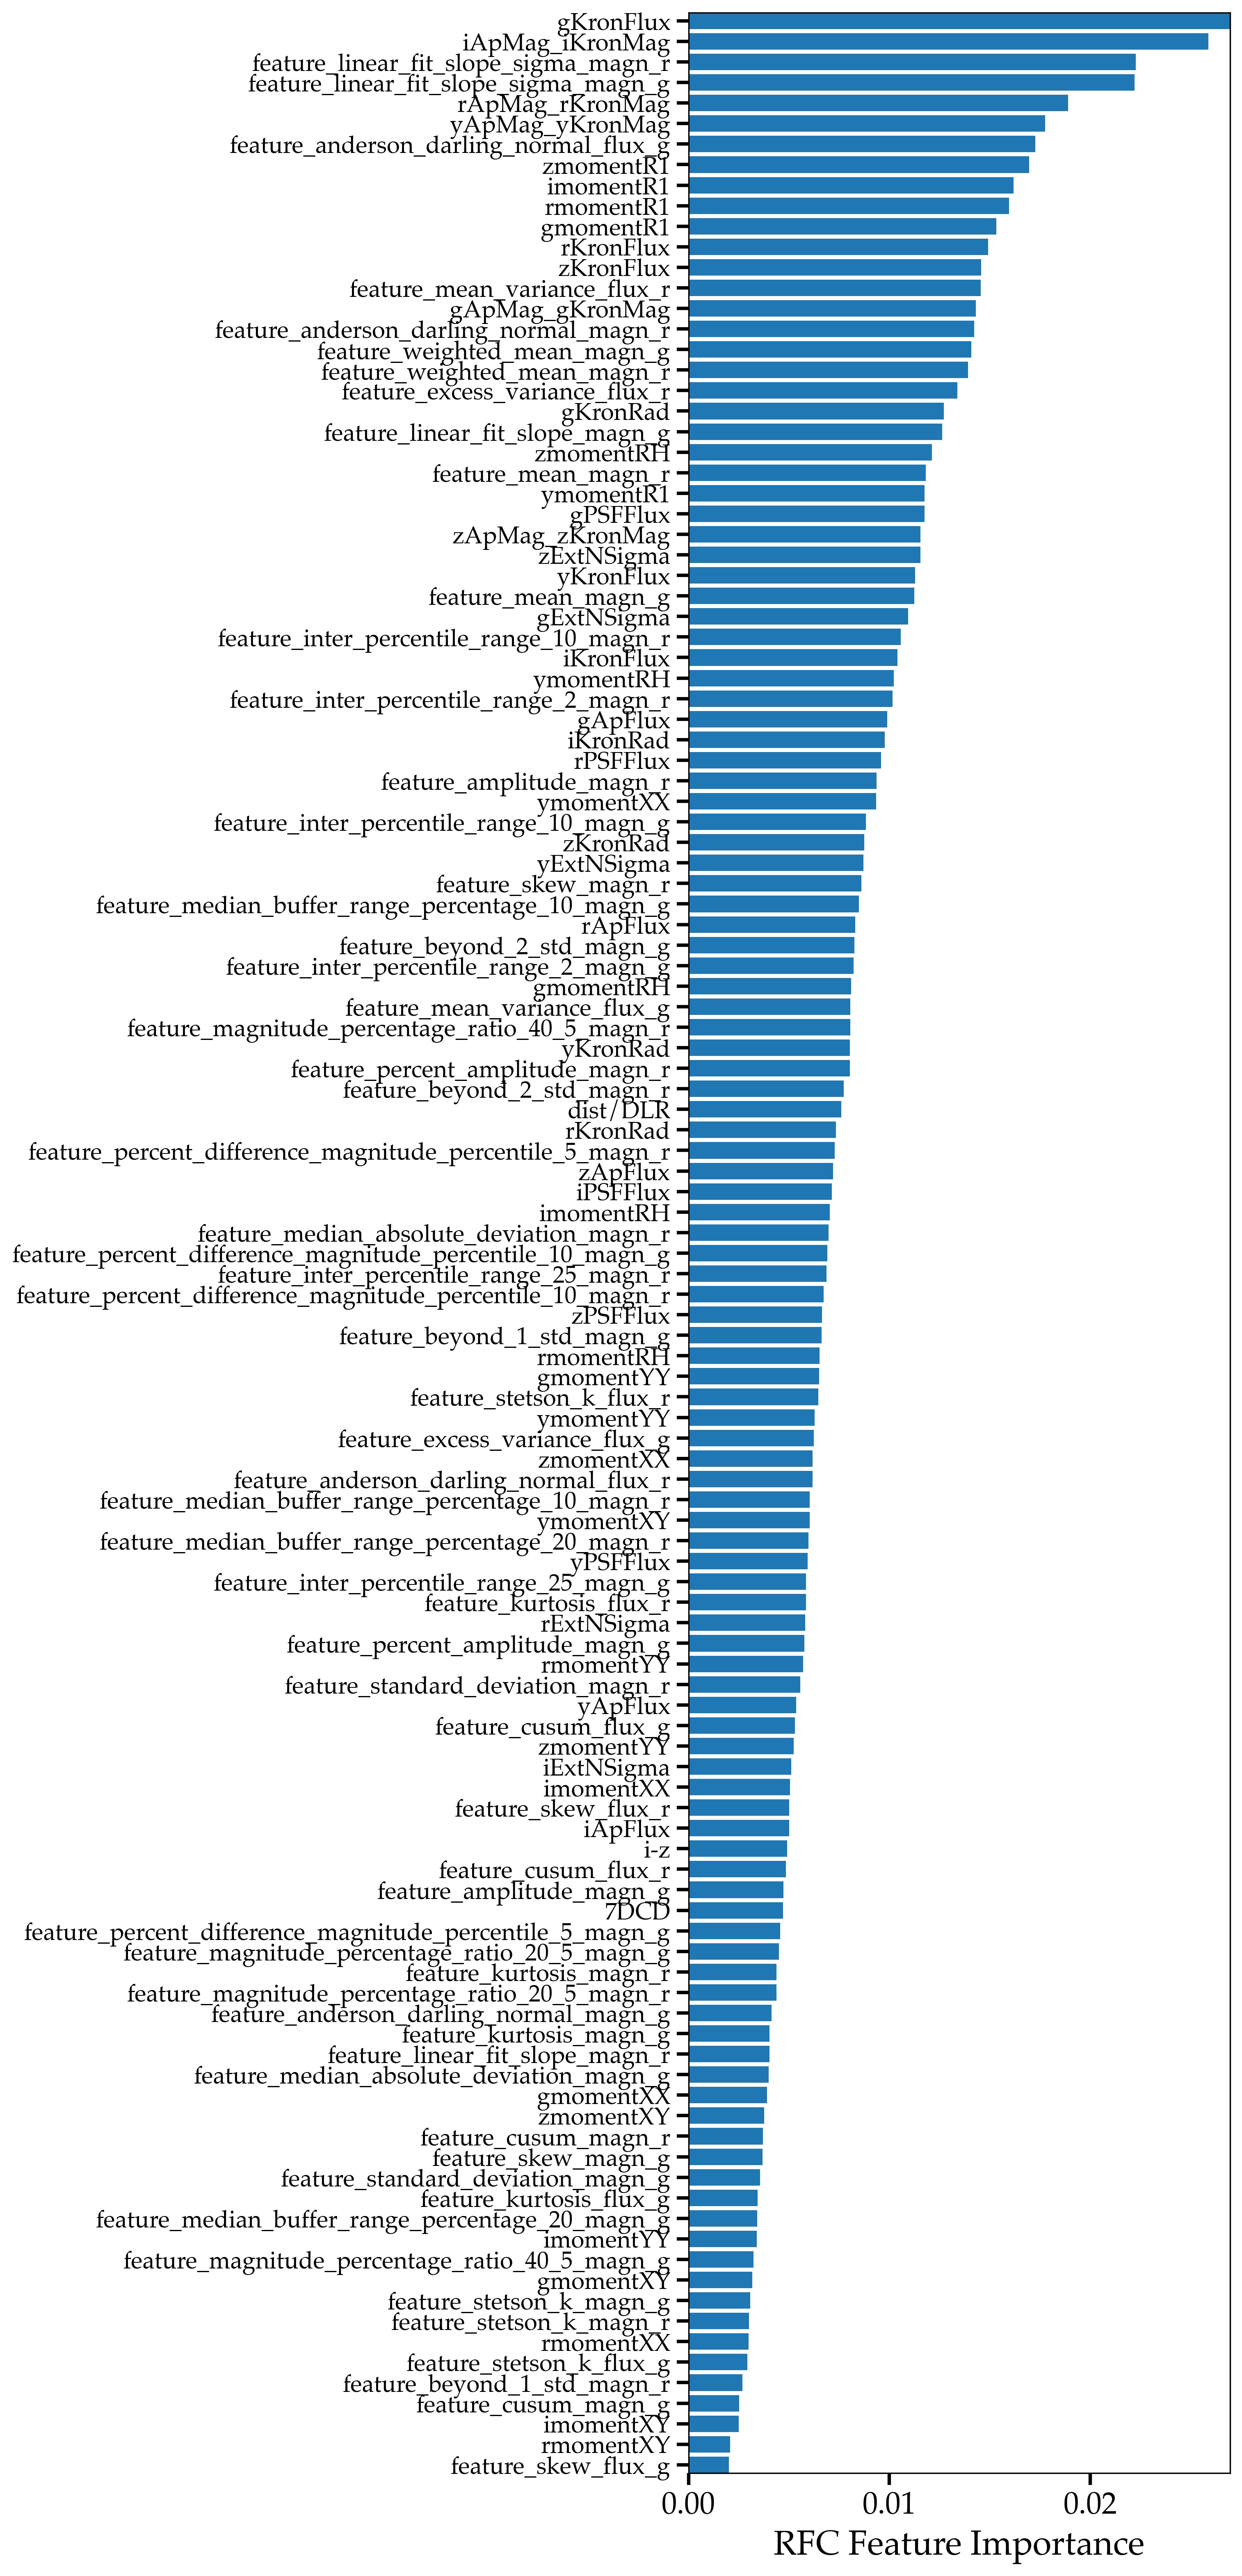 gKronFlux
iApMag_iKronMag
feature_linear_fit_slope_sigma_magn_r
feature_linear_fit_slope_sigma_magn_g
rApMag_rKronMag
yApMag_yKronMag
feature_anderson_darling_normal_flux_g
zmomentR1
imomentR1
rmomentR1
gmomentR1
rKronFlux
zKronFlux
feature_mean_variance_flux_r
gApMag_gKronMag
feature_anderson_darling_normal_magn_r
feature_weighted_mean_magn_g
feature_weighted_mean_magn_r
feature_excess_variance_flux_r
gKronRad
feature_linear_fit_slope_magn_g
zmomentRH
feature_mean_magn_r
ymomentR1
gPSFFlux
zApMag_zKronMag
zExtNSigma
yKronFlux
feature_mean_magn_g
gExtNSigma
feature_inter_percentile_range_10_magn_r
iKronFlux
ymomentRH
feature_inter_percentile_range_2_magn_r
gApFlux
iKronRad
rPSFFlux
feature_amplitude_magn_r
ymomentXX
feature_inter_percentile_range_10_magn_g
zKronRad
yExtNSigma
feature_skew_magn_r
feature_median_buffer_range_percentage_10_magn_g
rApFlux
feature_beyond_2_std_magn_g
feature_inter_percentile_range_2_magn_g
gmomentRH
feature_mean_variance_flux_g
feature_magnitude_percentage_ratio_40_5_magn_r
yKronRad
feature_percent_amplitude_magn_r
feature_beyond_2_std_magn_r
dist/DLR
rKronRad
feature_percent_difference_magnitude_percentile_5_magn_r
zApFlux
iPSFFlux
imomentRH
feature_median_absolute_deviation_magn_r
feature_percent_difference_magnitude_percentile_10_magn_g
feature_inter_percentile_range_25_magn_r
feature_percent_difference_magnitude_percentile_10_magn_r
zPSFFlux
feature_beyond_1_std_magn_g
rmomentRH
gmomentYY
feature_stetson_k_flux_r
ymomentYY
feature_excess_variance_flux_g
zmomentXX
feature_anderson_darling_normal_flux_r
feature_median_buffer_range_percentage_10_magn_r
ymomentXY
feature_median_buffer_range_percentage_20_magn_r
yPSFFlux
feature_inter_percentile_range_25_magn_g
feature_kurtosis_flux_r
rExtNSigma
feature_percent_amplitude_magn_g
rmomentYY
feature_standard_deviation_magn_r
yApFlux
feature_cusum_flux_g
zmomentYY
iExtNSigma
imomentXX
feature_skew_flux_r
iApFlux
i-z
feature_cusum_flux_r
feature_amplitude_magn_g
7DCD
feature_percent_difference_magnitude_percentile_5_magn_g
feature_magnitude_percentage_ratio_20_5_magn_g
feature_kurtosis_magn_r
feature_magnitude_percentage_ratio_20_5_magn_r
feature_anderson_darling_normal_magn_g
feature_kurtosis_magn_g
feature_linear_fit_slope_magn_r
feature_median_absolute_deviation_magn_g
gmomentXX
zmomentXY
feature_cusum_magn_r
feature_skew_magn_g
feature_standard_deviation_magn_g
feature_kurtosis_flux_g
feature_median_buffer_range_percentage_20_magn_g
imomentYY
feature_magnitude_percentage_ratio_40_5_magn_g
gmomentXY
feature_stetson_k_magn_g
feature_stetson_k_magn_r
rmomentXX
feature_stetson_k_flux_g
feature_beyond_1_std_magn_r
feature_cusum_magn_g
imomentXY
rmomentXY
feature_skew_flux_g
0.00 0.01 0.02
RFC Feature Importance